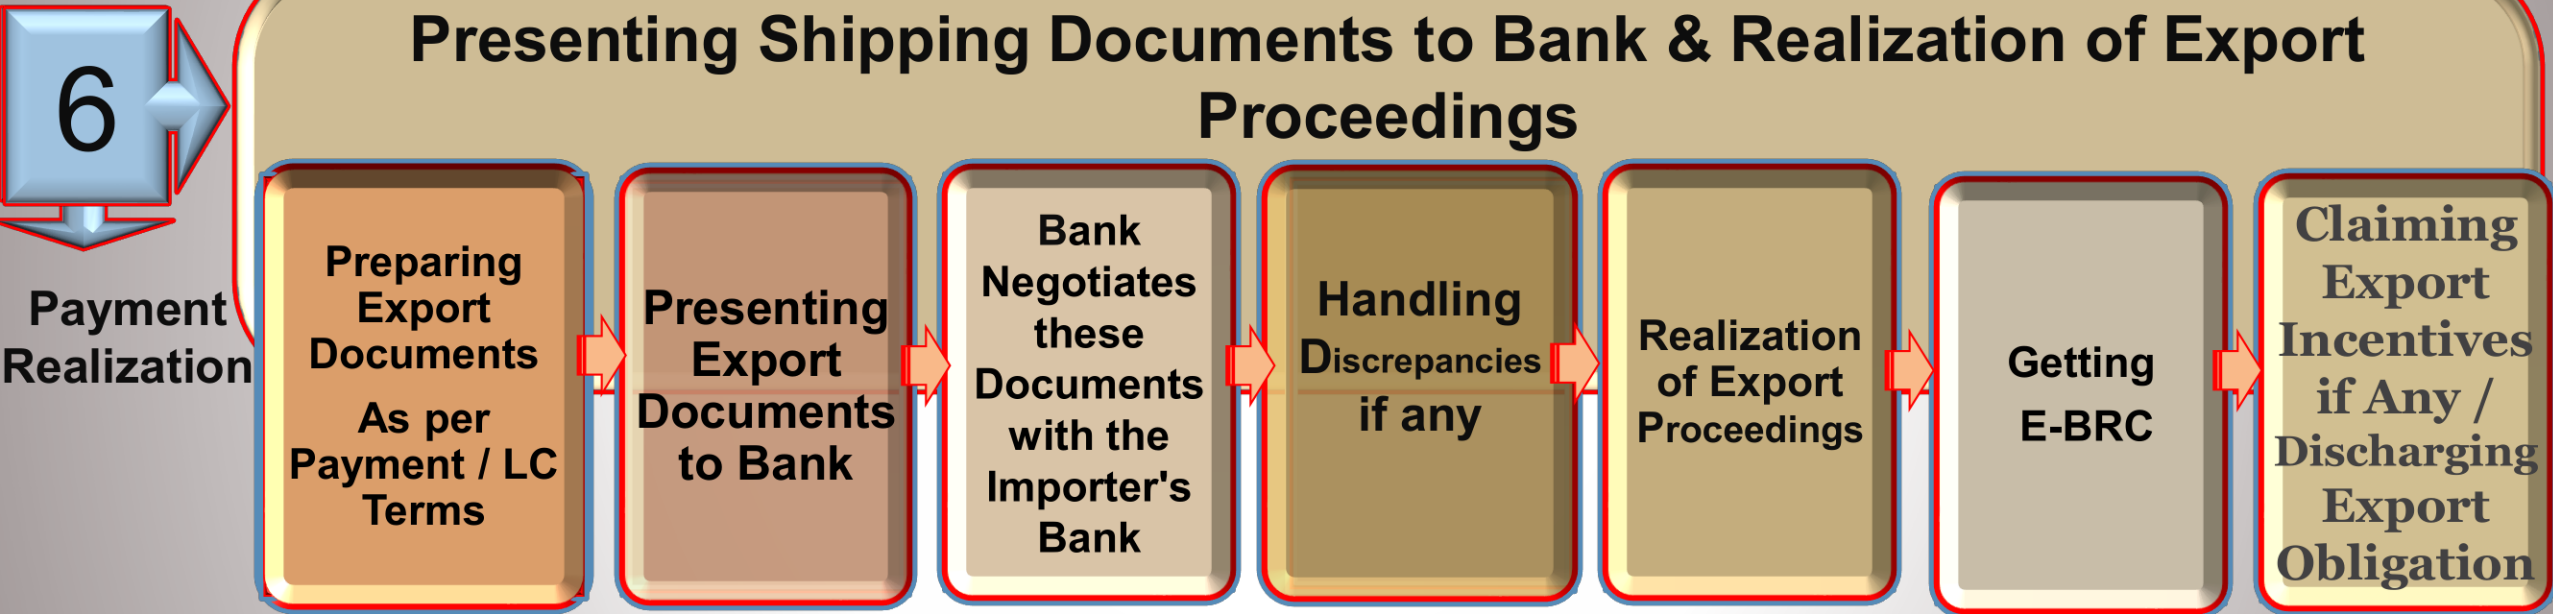 6
Presenting Shipping Documents to Bank & Realization of Export
Proceedings
Payment
Realization
Preparing
Export
Documents
As per
Payment / LC
Terms
Presenting
Export
Documents
to Bank
Bank
Negotiates
these
Documents
with the
Importer's
Bank
Handling
Discrepancies
if any
Realization
of Export
Proceedings
Getting
E-BRC
Claiming
Export
Incentives
if Any /
Discharging
Export
Obligation